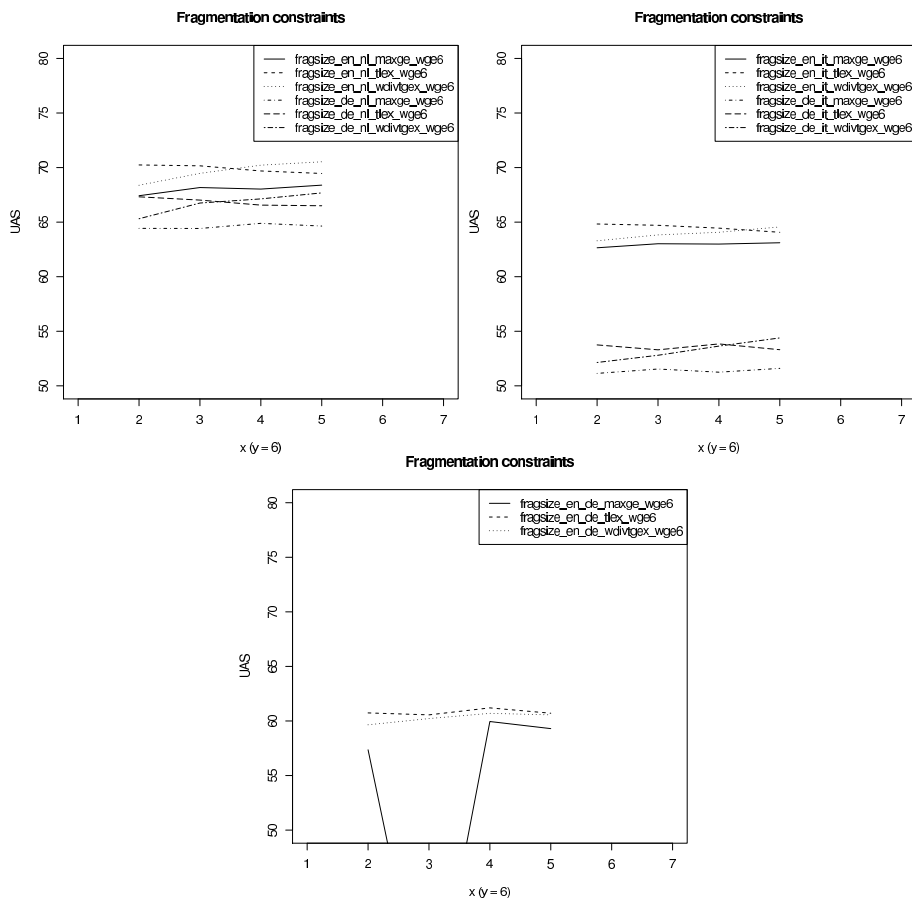 Fragmentation constraints
fragsize_en_nl_maxge_wge6
fragsize_en_nl_tlex_wge6
fragsize_en_nl_wdivtgex_wge6
fragsize_de_nl_maxge_wge6
fragsize_de_nl_tlex_wge6
fragsize_de_nl_wdivtgex_wge6
80
75
70
65
60
55
50
UAS
1 2 3 4 5 6 7
x (y = 6)
Fragmentation constraints
fragsize_en_it_maxge_wge6
fragsize_en_it_tlex_wge6
fragsize_en_it_wdivtgex_wge6
fragsize_de_it_maxge_wge6
fragsize_de_it_tlex_wge6
fragsize_de_it_wdivtgex_wge6
80
75
70
65
60
55
50
UAS
1 2 3 4 5 6 7
x (y = 6)
Fragmentation constraints
fragsize_en_de_maxge_wge6
fragsize_en_de_tlex_wge6
fragsize_en_de_wdivtgex_wge6
80
75
70
65
60
55
50
UAS
1 2 3 4 5 6 7
x (y = 6)